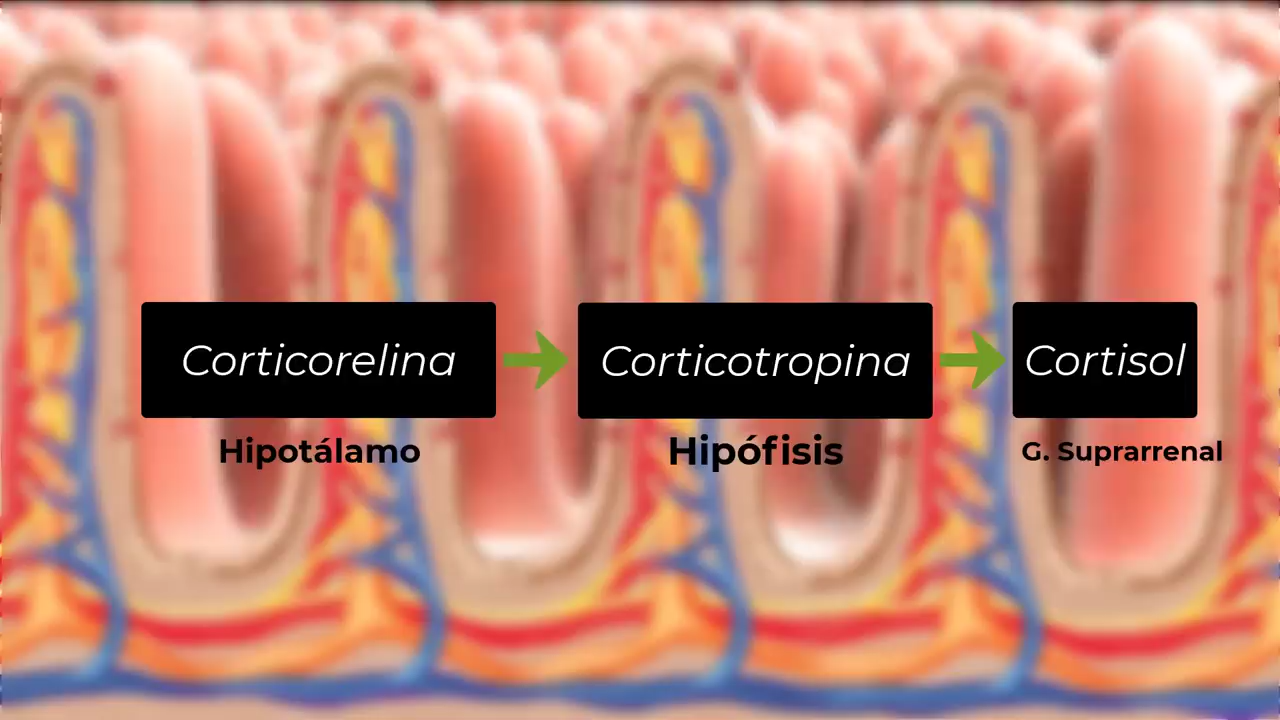 Corticorelina
Corticotropina
Cortisol
Hipotálamo
Hipófisis
G. Suprarrenal